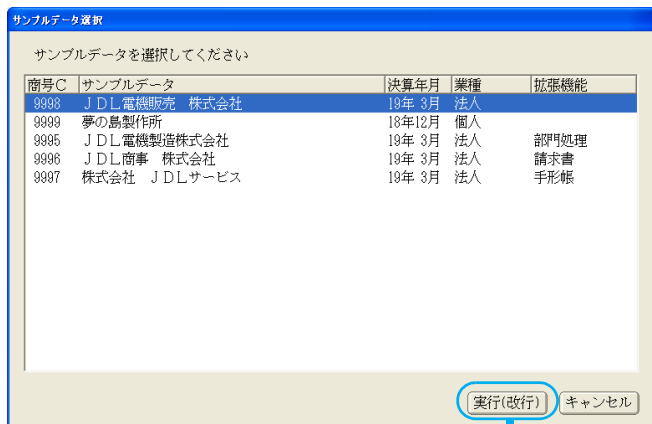 サンプルデータ選択
サンプルデータを選択してください
商号C サンプルデータ 決算年月 業種 拡張機能
9998 ＪＤＬ電機販売　株式会社 19年 3月 法人
9999 夢の島製作所 18年12月 個人
9995 ＪＤＬ電機製造株式会社 19年 3月 法人 部門処理
9996 ＪＤＬ商事　株式会社 19年 3月 法人 請求書
9997 株式会社　ＪＤＬサービス 19年 3月 法人 手形帳
実行(改行) キャンセル